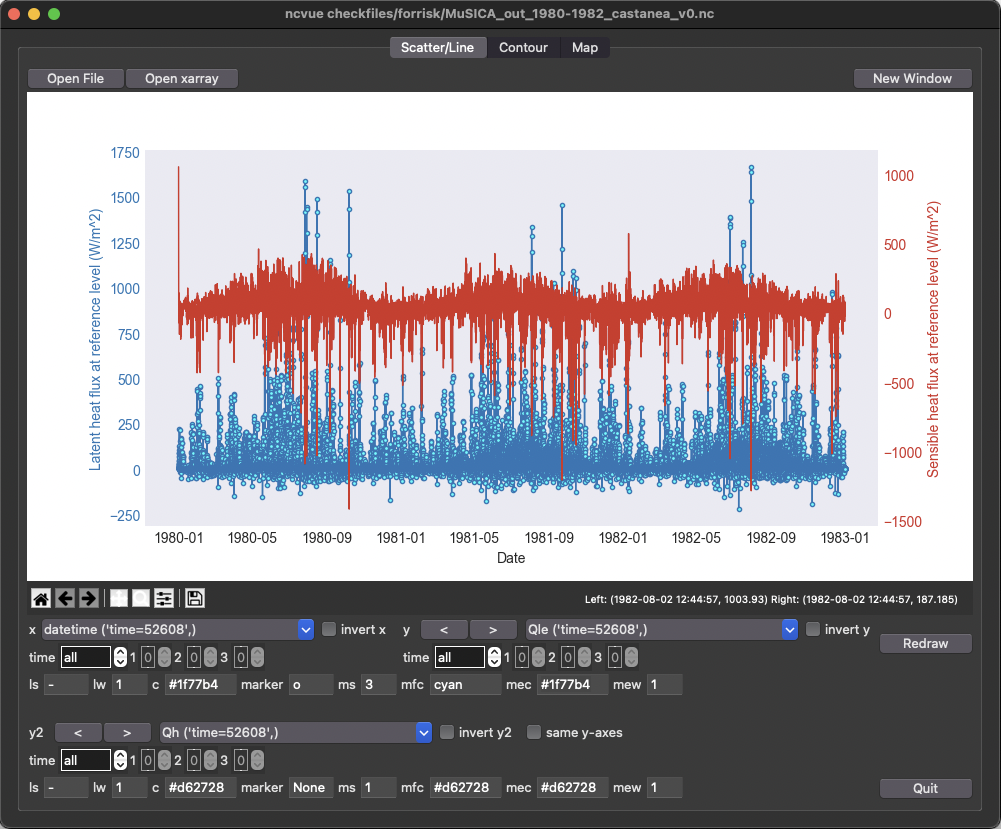 ncvue checkfiles/forrisk/MuSICA_out_1980-1982_castanea_v0.nc
Scatter/Line Contour Map
Open File Open xarray New Window
1750
1500
1250
1000
750
500
250
0
−250
Latent heat flux at reference level (W/m^2)
1000
500
0
−500
−1000
−1500
Sensible heat flux at reference level (W/m^2)
1980-01 1980-05 1980-09 1981-01 1981-05 1981-09 1982-01 1982-05 1982-09 1983-01
Date
Left: (1982-08-02 12:44:57, 1003.93) Right: (1982-08-02 12:44:57, 187.185)
x datetime ('time=52608',) invert x y < > Qle ('time=52608',) invert y
Redraw
time all 1 0 2 0 3 0 time all 1 0 2 0 3 0
ls - lw 1 c #1f77b4 marker o ms 3 mfc cyan mec #1f77b4 mew 1
y2 < > Qh ('time=52608',) invert y2 same y-axes
time all 1 0 2 0 3 0
ls - lw 1 c #d62728 marker None ms 1 mfc #d62728 mec #d62728 mew 1
Quit